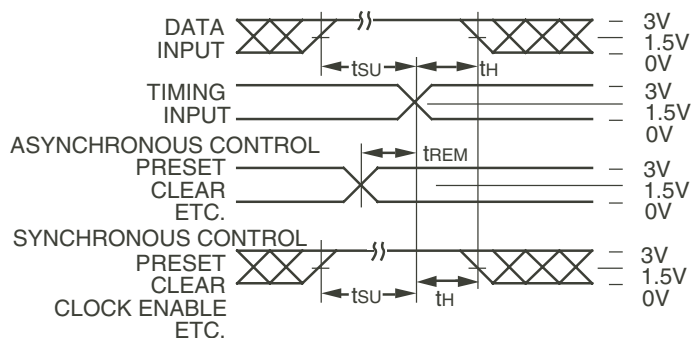 DATA
INPUT
3V
1.5V
0V
tSU
tH
TIMING
INPUT
3V
1.5V
0V
ASYNCHRONOUS CONTROL
PRESET
CLEAR
ETC.
tREM
3V
1.5V
0V
SYNCHRONOUS CONTROL
PRESET
CLEAR
CLOCK ENABLE
ETC.
tSU
tH
3V
1.5V
0V